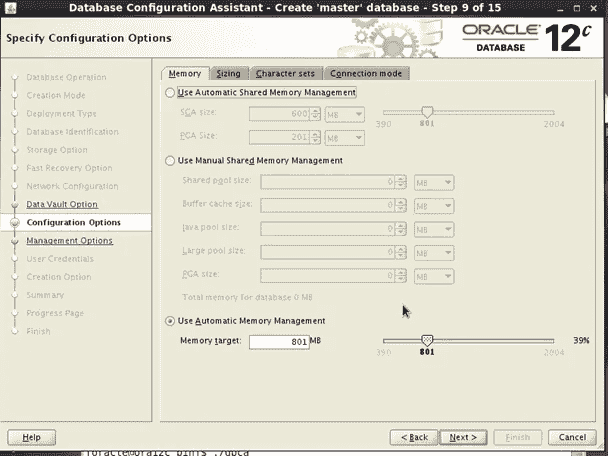 Database Configuration Assistant - Create 'master' database - Step 9 of 15
Specify Configuration Options
ORACLE
DATABASE
12c
Database Operation
Creation Mode
Deployment Type
Database Identification
Storage Option
Fast Recovery Option
Network Configuration
Data Vault Option
Configuration Options
Management Options
User Credentials
Creation Option
Summary
Progress Page
Finish
Memory Sizing Character sets Connection mode
Use Automatic Shared Memory Management
SGA size: 600 MB
PGA Size: 201 MB
390 801 2004
Use Manual Shared Memory Management
Shared pool size: 0 MB
Buffer cache size: 0 MB
Java pool size: 0 MB
Large pool size: 0 MB
PGA size: 0 MB
Total memory for database 0 MB
Use Automatic Memory Management
Memory target: 801 MB 39%
390 801 2004
Help < Back Next > Finish Cancel